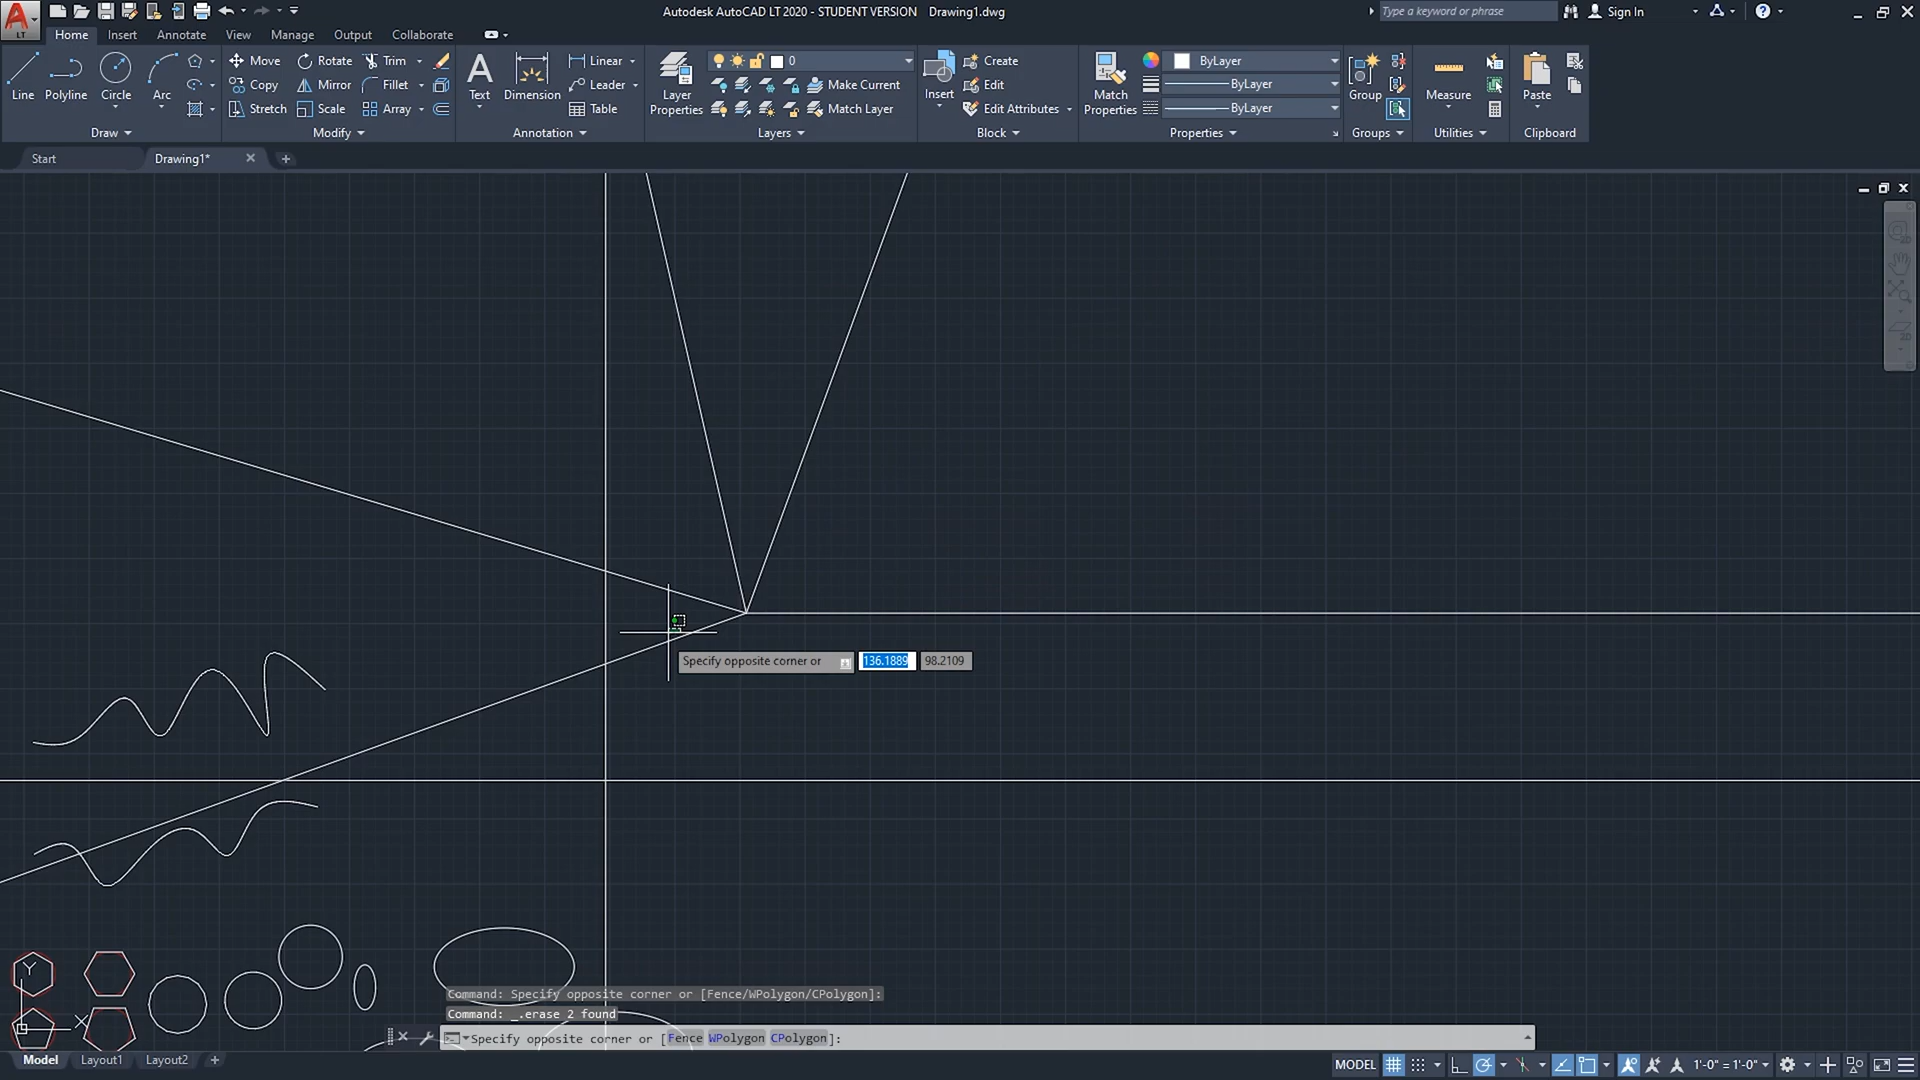 Autodesk AutoCAD LT 2020 - STUDENT VERSION Drawing1.dwg
Type a keyword or phrase
Sign In
LT
Home Insert Annotate View Manage Output Collaborate
Line Polyline Circle Arc
Move Rotate Trim
Copy Mirror Fillet
Stretch Scale Array
Text Dimension
Linear
Leader
Table
Layer Properties
0
Make Current
Match Layer
Insert
Create
Edit
Edit Attributes
Match Properties
ByLayer
ByLayer
ByLayer
Group
Measure
Paste
Draw Modify Annotation Layers Block Properties Groups Utilities Clipboard
Start Drawing1*
Specify opposite corner or 136.1889 98.2109
Y
X
Command: Specify opposite corner or [Fence/WPolygon/CPolygon]:
Command: _.erase 2 found
Specify opposite corner or [Fence WPolygon CPolygon]:
Model Layout1 Layout2
MODEL 1'-0" = 1'-0"